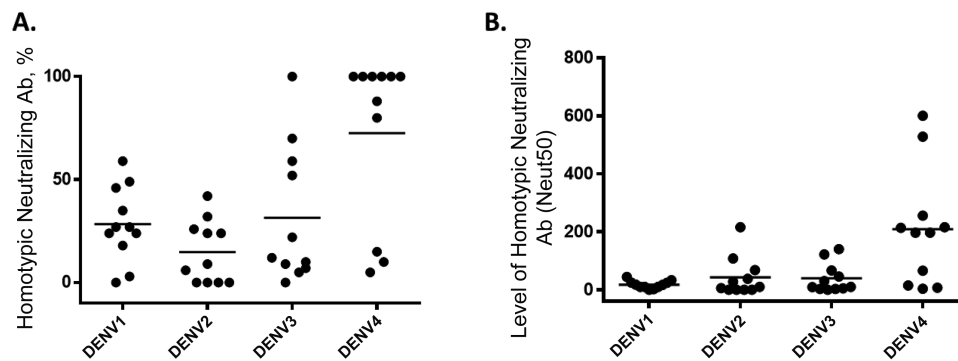 A.
Homotypic Neutralizing Ab, %
100
50
0
DENV1
DENV2
DENV3
DENV4
B.
Level of Homotypic Neutralizing
Ab (Neut50)
800
600
400
200
0
DENV1
DENV2
DENV3
DENV4